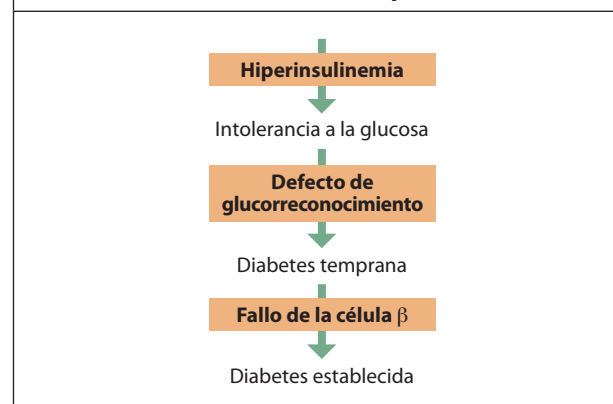 Hiperinsulinemia
Intolerancia a la glucosa
Defecto de
glucorreconocimiento
Diabetes temprana
Fallo de la célula β
Diabetes establecida